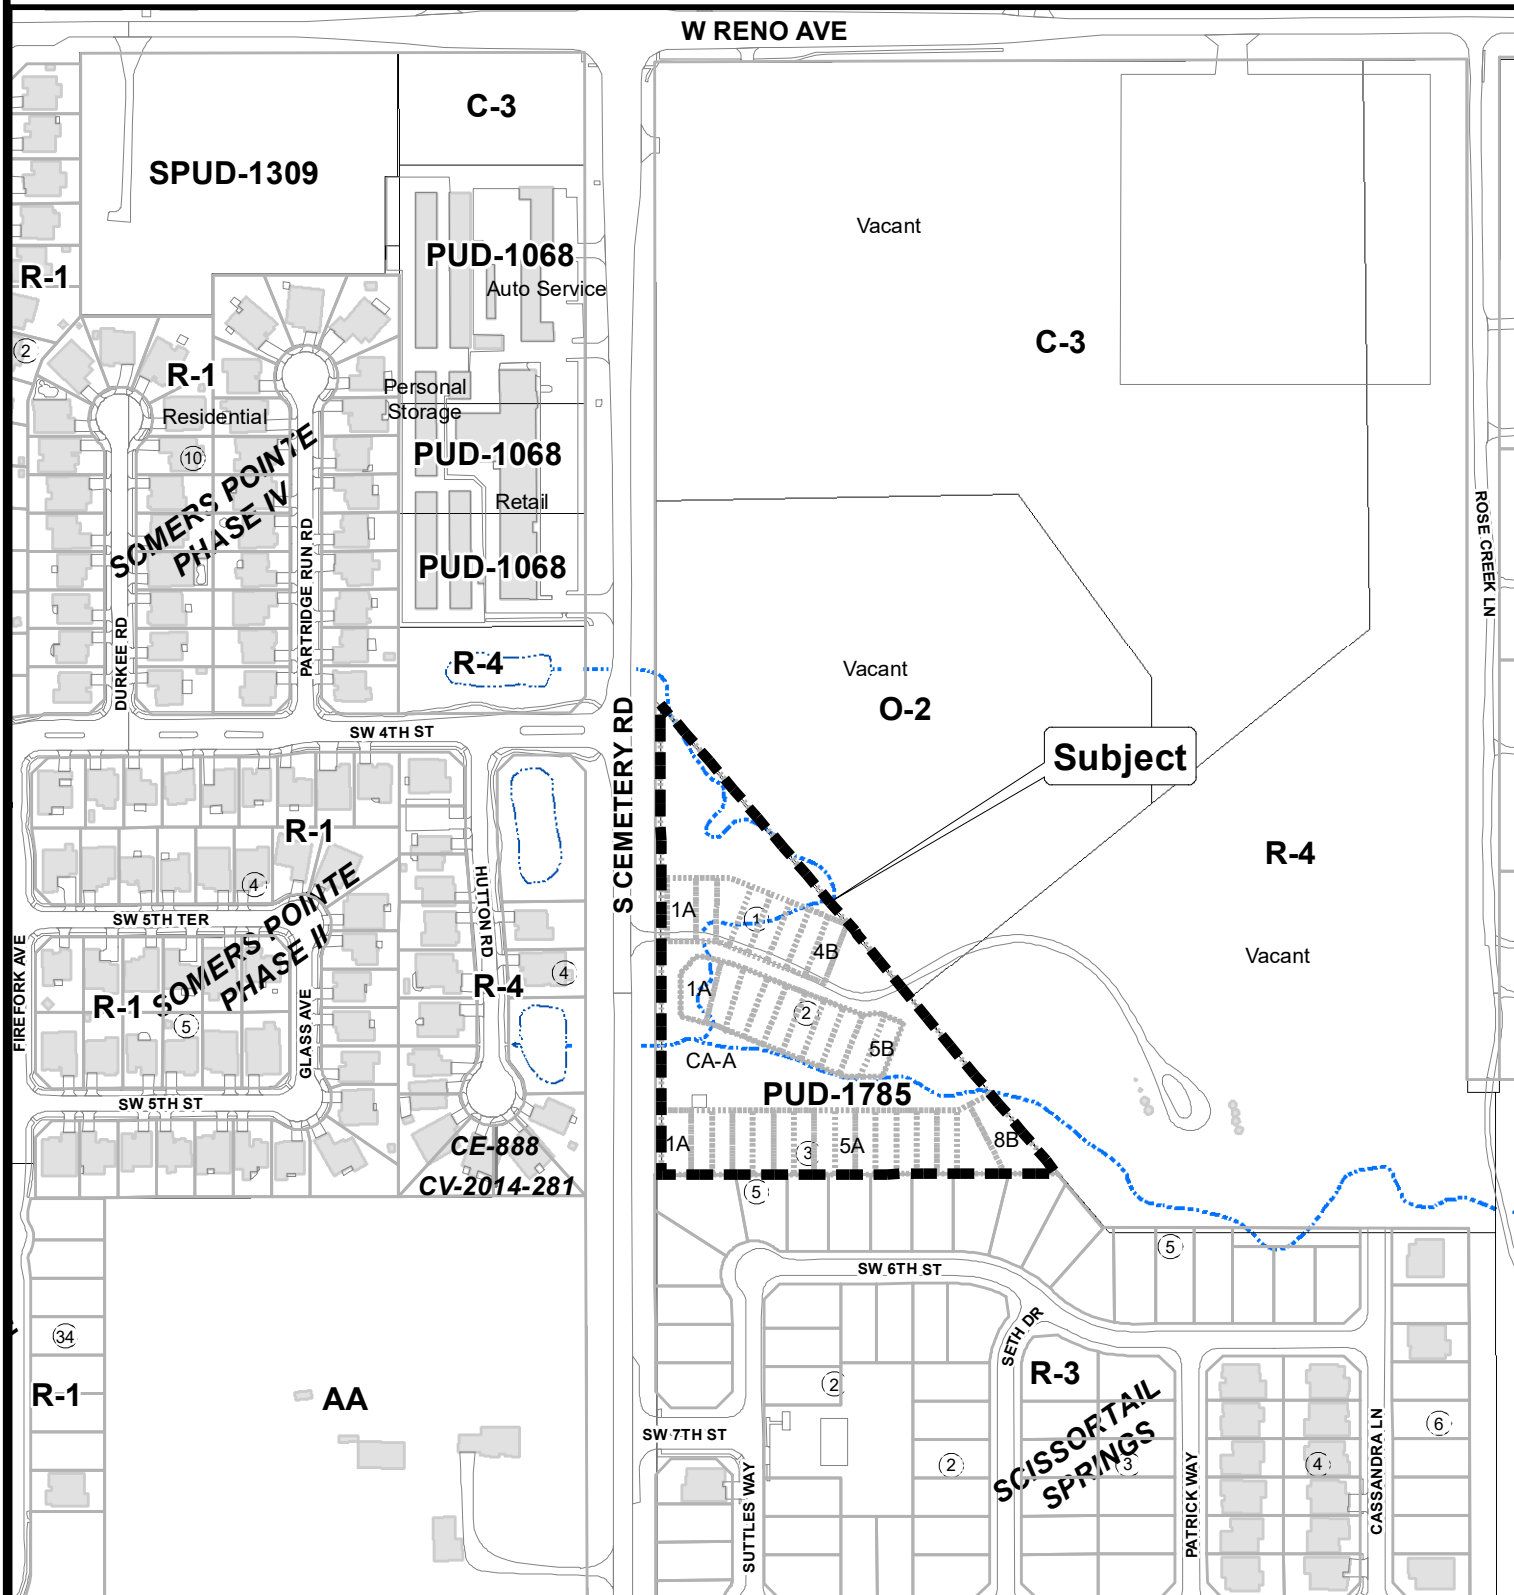 W RENO AVE
C-3
SPUD-1309
Vacant
PUD-1068
R-1
Auto Service
C-3
2
R-1
Personal
Storage
Residential
PUD-1068
10
SOMERS POINTE
PHASE IV
Retail
PUD-1068
ROSE CREEK LN
PARTRIDGE RUN RD
DURKEE RD
R-4
Vacant
O-2
S CEMETERY RD
SW 4TH ST
Subject
R-1
R-4
4
HUTTON RD
SW 5TH TER
1A
1
4B
SOMERS POINTE
PHASE II
FIREFORK AVE
Vacant
4
R-4
1A
R-1
5
2
GLASS AVE
5B
CA-A
PUD-1785
SW 5TH ST
CE-888
1A
3
5A
8B
CV-2014-281
5
5
SW 6TH ST
34
SETH DR
R-1
AA
2
R-3
SCISSORTAIL
SPRINGS
6
SW 7TH ST
2
3
4
SUTTLES WAY
PATRICK WAY
CASSANDRA LN